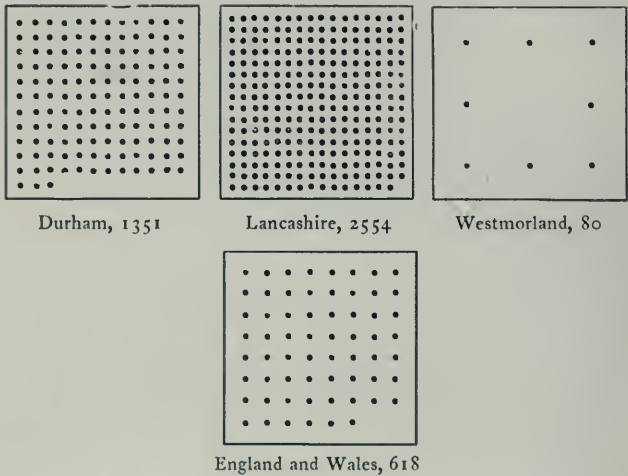 Durham, 1351
Lancashire, 2554
Westmorland, 80
England and Wales, 618